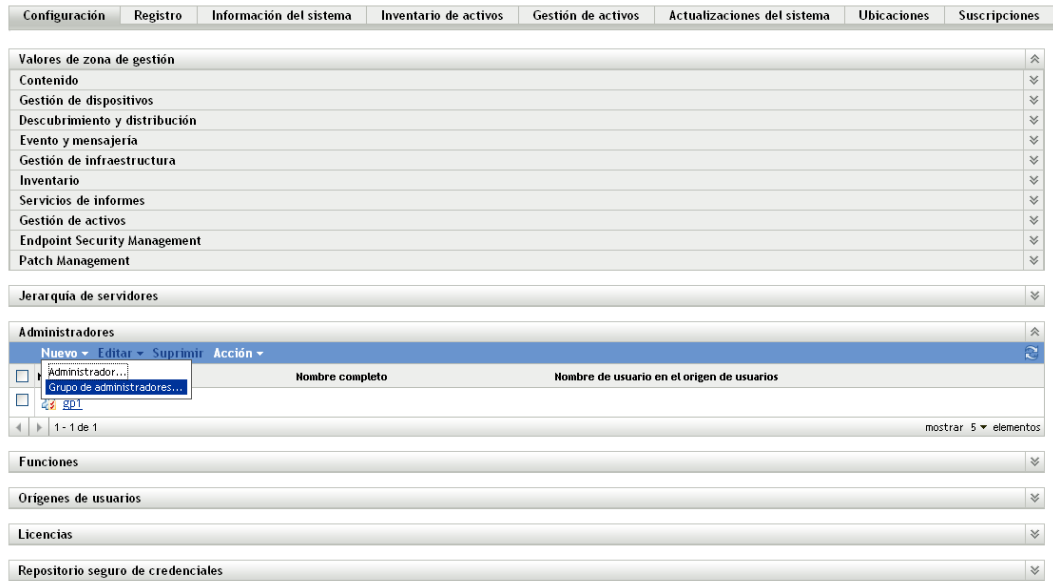 Configuración Registro Información del sistema Inventario de activos Gestión de activos Actualizaciones del sistema Ubicaciones Suscripciones
Valores de zona de gestión
Contenido
Gestión de dispositivos
Descubrimiento y distribución
Evento y mensajería
Gestión de infraestructura
Inventario
Servicios de informes
Gestión de activos
Endpoint Security Management
Patch Management
Jerarquía de servidores
Administradores
Nuevo Editar Suprimir Acción
Administrador...
Nombre completo Nombre de usuario en el origen de usuarios
Grupo de administradores...
gp1
1 - 1 de 1 mostrar 5 elementos
Funciones
Orígenes de usuarios
Licencias
Repositorio seguro de credenciales